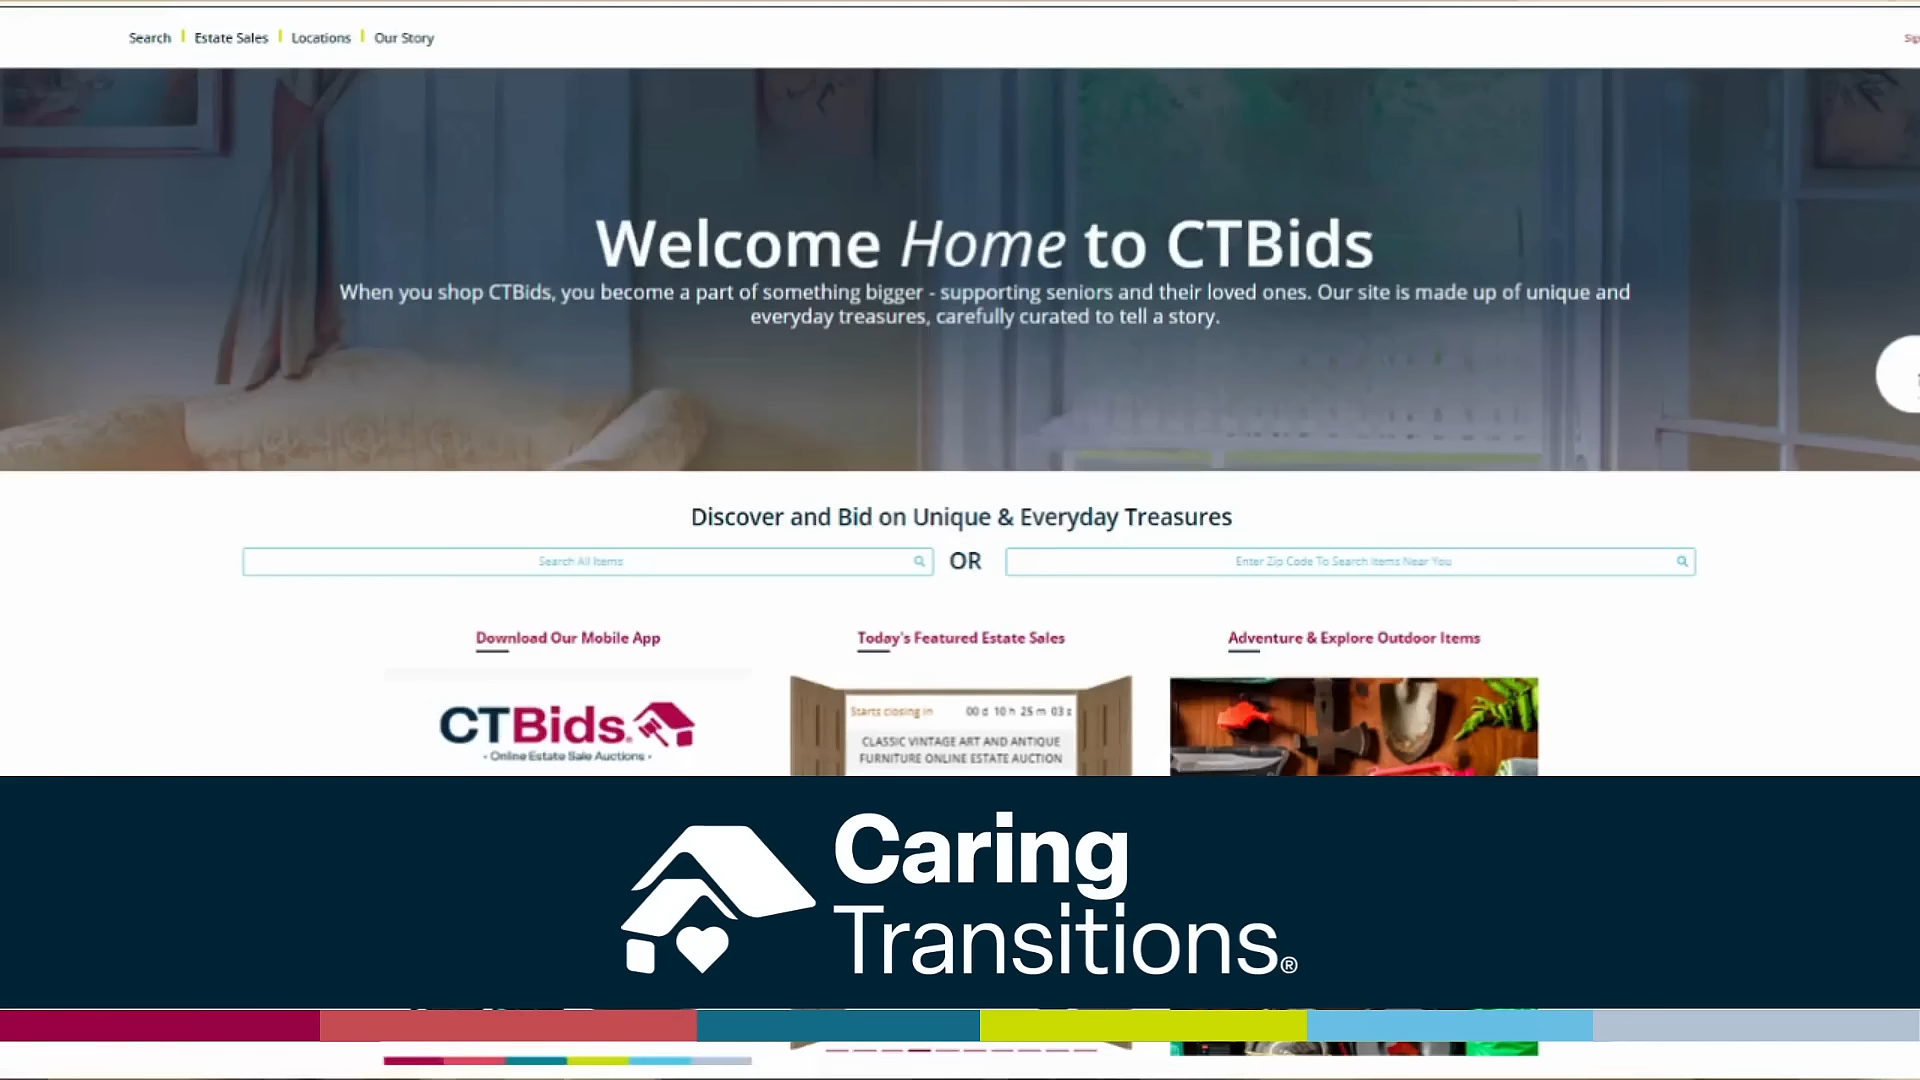 Search
Estate Sales
Locations
Our Story
Welcome Home to CTBids
When you shop CTBids, you become a part of something bigger - supporting seniors and their loved ones. Our site is made up of unique and
everyday treasures, carefully curated to tell a story.
Discover and Bid on Unique & Everyday Treasures
Search All Items
OR
Enter Zip Code To Search Items Near You
Download Our Mobile App
Today's Featured Estate Sales
Adventure & Explore Outdoor Items
CTBids.
- Online Estate Sale Auctions -
Starts closing in 00 d 10 h 25 m 03 s
CLASSIC VINTAGE ART AND ANTIQUE
FURNITURE ONLINE ESTATE AUCTION
Caring
Transitions®